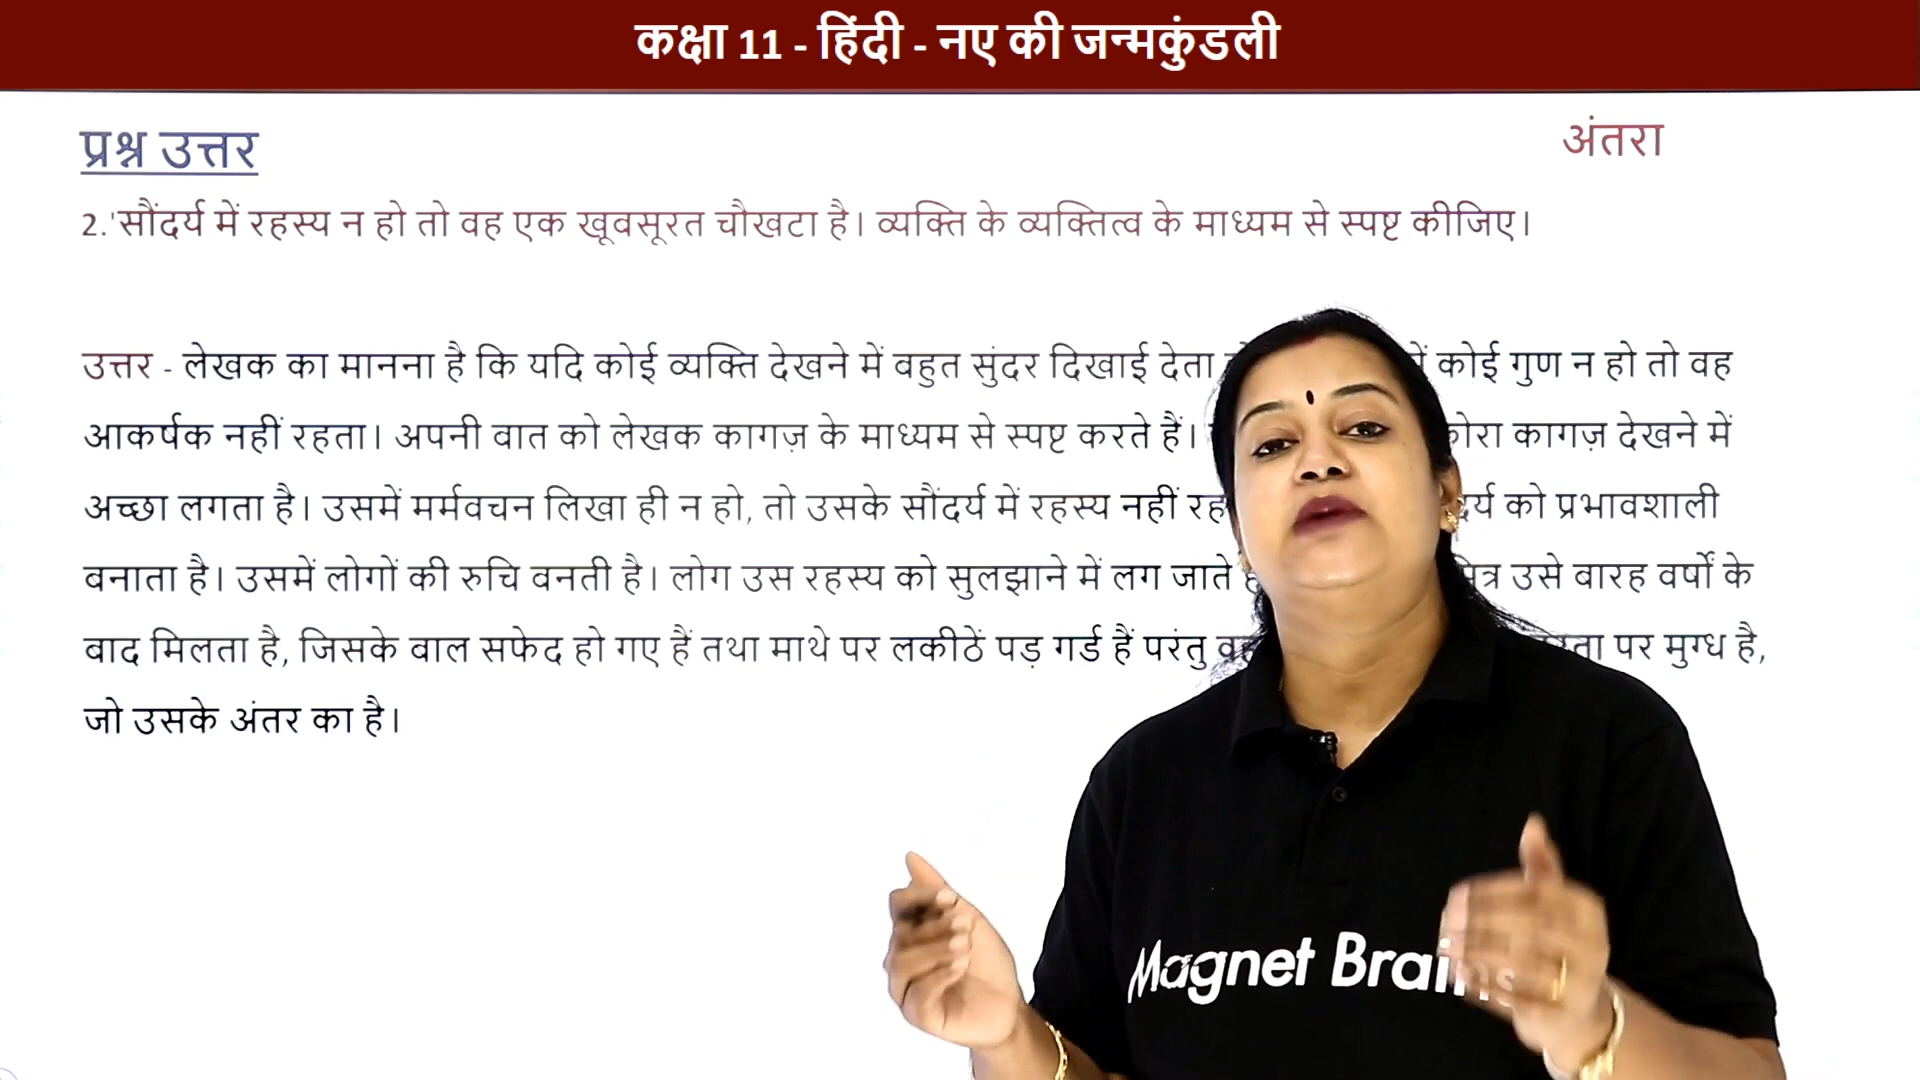 कक्षा 11 - हिंदी - नए की जन्मकुंडली
प्रश्न उत्तर
अंतरा
2.'सौंदर्य में रहस्य न हो तो वह एक खूवसूरत चौखटा है। व्यक्ति के व्यक्तित्व के माध्यम से स्पष्ट कीजिए।
उत्तर - लेखक का मानना है कि यदि कोई व्यक्ति देखने में बहुत सुंदर दिखाई देता कोई गुण न हो तो वह
आकर्षक नहीं रहता। अपनी वात को लेखक कागज़ के माध्यम से स्पष्ट करते हैं। कागज़ देखने में
अच्छा लगता है। उसमें मर्मवचन लिखा ही न हो, तो उसके सौंदर्य में रहस्य नहीं को प्रभावशाली
बनाता है। उसमें लोगों की रुचि वनती है। लोग उस रहस्य को सुलझाने में लग जाते उसे वारह वर्षों के
बाद मिलता है, जिसके बाल सफेद हो गए हैं तथा माथे पर लकीठें पड़ गर्ड हैं परंतु पर मुग्ध है,
जो उसके अंतर का है।
Magnet Brains